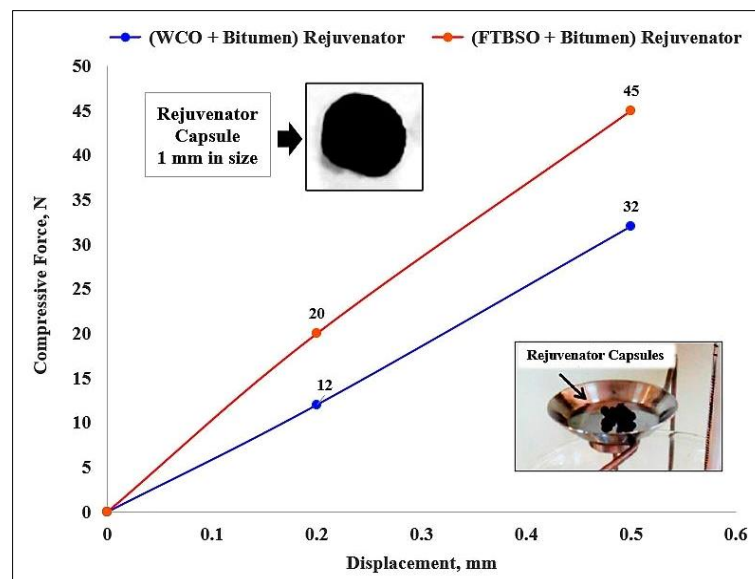 (WCO + Bitumen) Rejuvenator
(FTBSO + Bitumen) Rejuvenator
50
45
40
35
30
25
20
15
10
5
0
Compressive Force, N
Rejuvenator
Capsule
1 mm in size
45
32
20
12
Rejuvenator Capsules
0
0.1
0.2
0.3
0.4
0.5
0.6
Displacement, mm